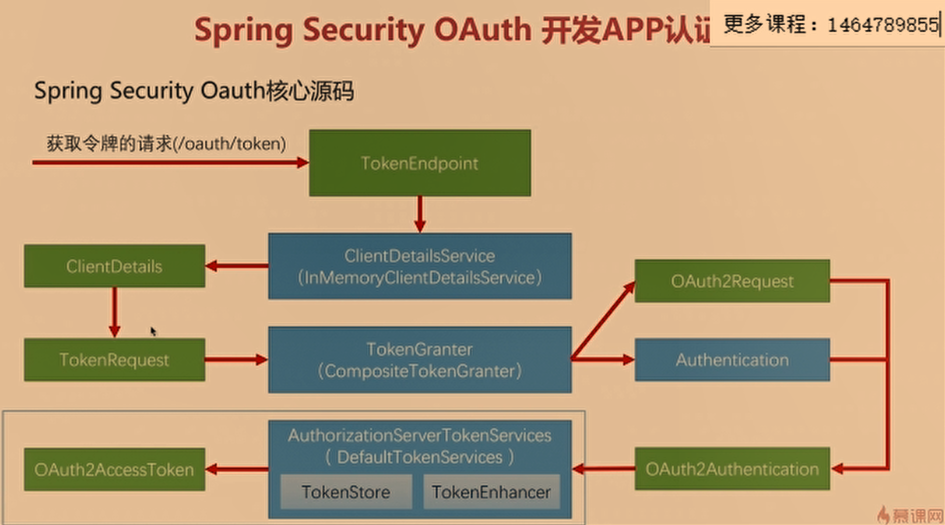 Spring Security OAuth 开发APP认证
更多课程：1464789855
Spring Security Oauth核心源码
获取令牌的请求(/oauth/token)
TokenEndpoint
ClientDetailsService
（InMemoryClientDetailsService）
ClientDetails
OAuth2Request
TokenRequest
TokenGranter
（CompositeTokenGranter）
Authentication
AuthorizationServerTokenServices
（ DefaultTokenServices ）
OAuth2AccessToken
OAuth2Authentication
TokenStore
TokenEnhancer
慕课网